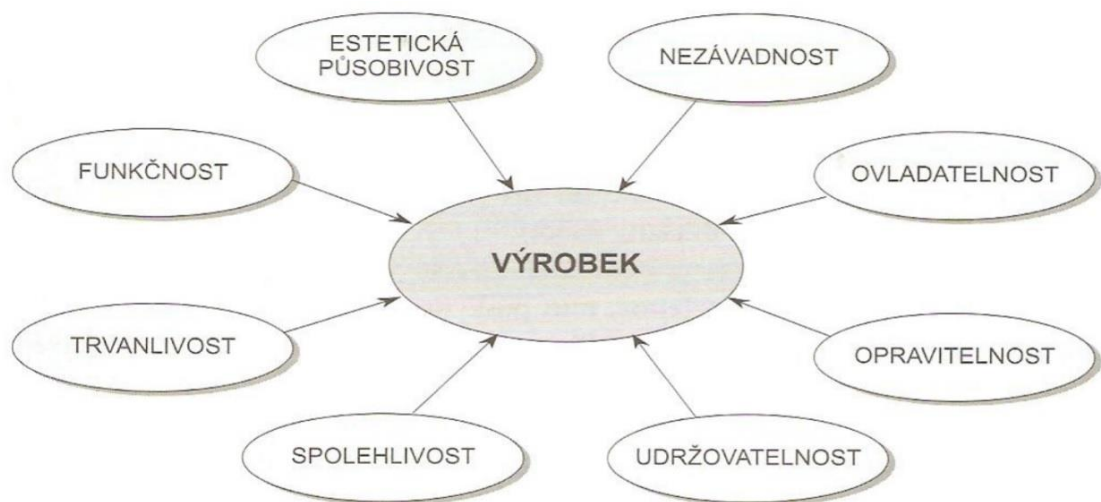 ESTETICKÁ
PŮSOBIVOST
NEZÁVADNOST
FUNKČNOST
OVLADATELNOST
VÝROBEK
TRVANLIVOST
OPRAVITELNOST
SPOLEHLIVOST
UDRŽOVATELNOST